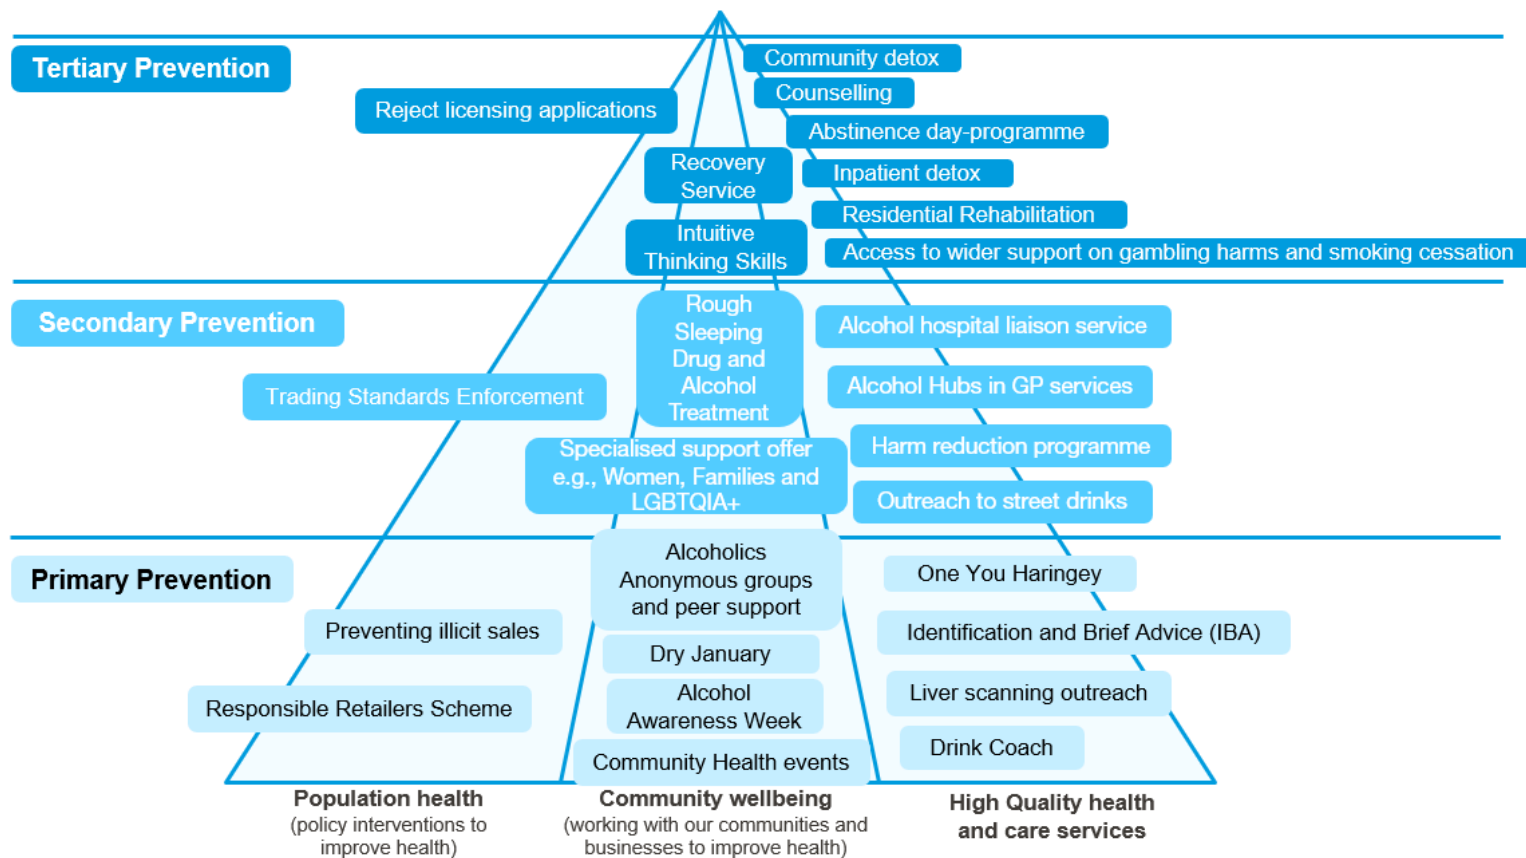 Tertiary Prevention
Reject licensing applications
Recovery
Service
Intuitive
Thinking Skills
Community detox
Counselling
Abstinence day-programme
Inpatient detox
Residential Rehabilitation
Access to wider support on gambling harms and smoking cessation
Secondary Prevention
Trading Standards Enforcement
Rough
Sleeping
Drug and
Alcohol
Treatment
Specialised support offer
e.g., Women, Families and
LGBTQIA+
Alcohol hospital liaison service
Alcohol Hubs in GP services
Harm reduction programme
Outreach to street drinks
Primary Prevention
Preventing illicit sales
Responsible Retailers Scheme
Alcoholics
Anonymous groups
and peer support
Dry January
Alcohol
Awareness Week
Community Health events
One You Haringey
Identification and Brief Advice (IBA)
Liver scanning outreach
Drink Coach
Population health
(policy interventions to
improve health)
Community wellbeing
(working with our communities and
businesses to improve health)
High Quality health
and care services